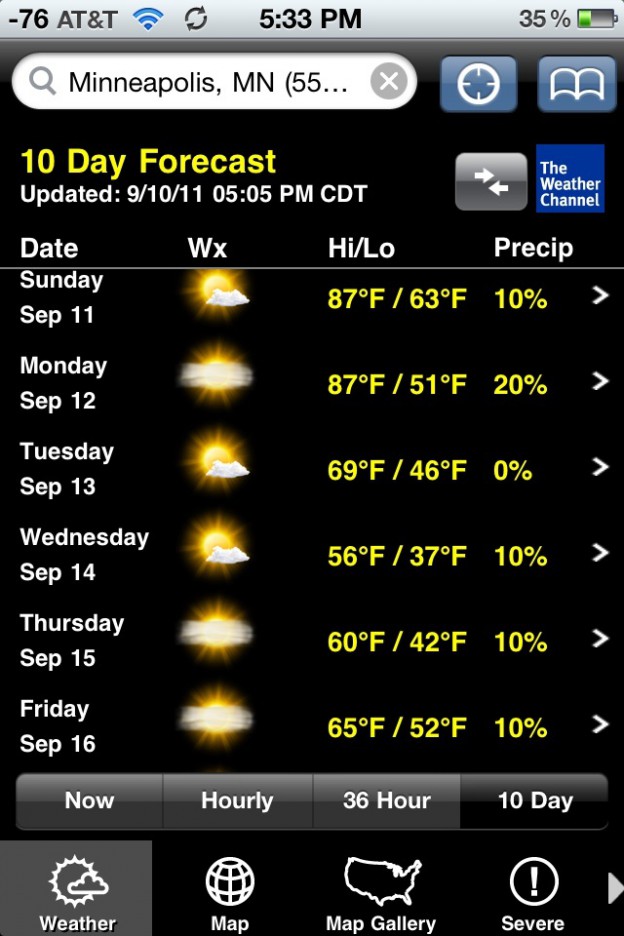 -76 AT&T 5:33 PM 35%
Minneapolis, MN (55...
10 Day Forecast
Updated: 9/10/11 05:05 PM CDT
The
Weather
Channel
Date Wx Hi/Lo Precip
Sunday
Sep 11
87°F / 63°F 10%
Monday
Sep 12
87°F / 51°F 20%
Tuesday
Sep 13
69°F / 46°F 0%
Wednesday
Sep 14
56°F / 37°F 10%
Thursday
Sep 15
60°F / 42°F 10%
Friday
Sep 16
65°F / 52°F 10%
Now Hourly 36 Hour 10 Day
Weather Map Map Gallery Severe